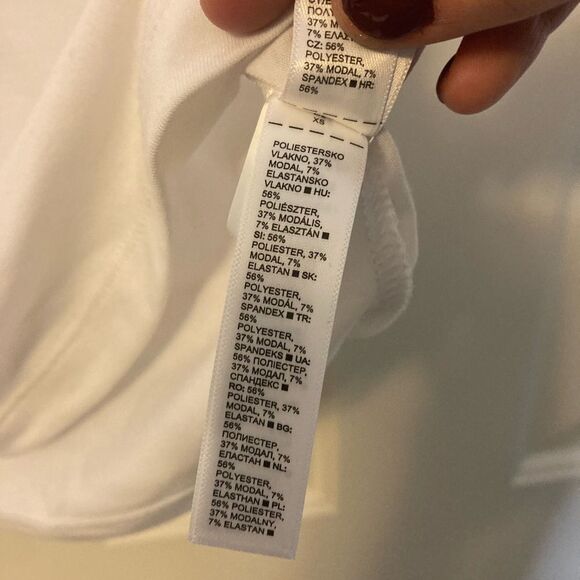 ПОЛУ
37% M
7% ЕЛАЗ
CZ: 56%
POLYESTER,
37% MODAL, 7%
SPANDEX ■ HR:
56%
XS
POLIESTERSKO
VLAKNO, 37%
MODAL, 7%
ELASTANSKO
VLAKNO ■ HU:
56%
POLIÉSZTER,
37% MODÁLIS,
7% ELASZTÁN ■
SI: 56%
POLIESTER, 37%
MODAL, 7%
ELASTAN ■ SK:
56%
POLYESTER,
37% MODÁL, 7%
SPANDEX ■ TR:
56%
POLYESTER,
37% MODAL, 7%
SPANDEKS ■ UA:
56% ПОЛІЕСТЕР,
37% МОДАЛ, 7%
СПАНДЕКС ■
RO: 56%
POLIESTER, 37%
MODAL, 7%
ELASTAN ■ BG:
56%
ПОЛИЕСТЕР,
37% МОДАЛ, 7%
ЕЛАСТАН ■ NL:
56%
POLYESTER,
37% MODAL, 7%
ELASTHAN ■ PL:
56% POLIESTER,
37% MODALNY,
7% ELASTAN ■